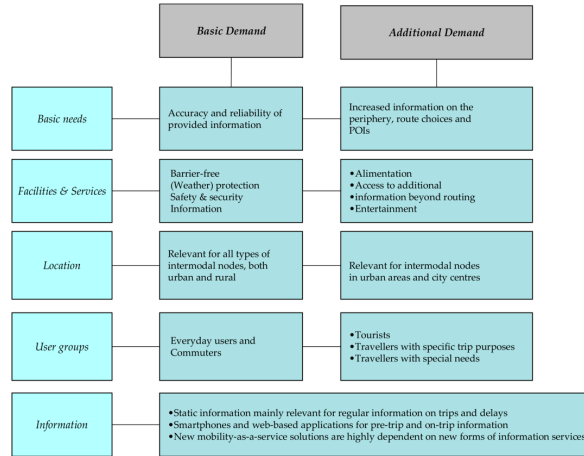 Basic Demand
Additional Demand
Basic needs
Accuracy and reliability of
provided information
Increased information on the
periphery, route choices and
POIs
Facilities & Services
Barrier-free
(Weather) protection
Safety & security
Information
•Alimentation
•Access to additional
•information beyond routing
•Entertainment
Location
Relevant for all types of
intermodal nodes, both
urban and rural
Relevant for intermodal nodes
in urban areas and city centres
User groups
Everyday users and
Commuters
•Tourists
•Travellers with specific trip purposes
•Travellers with special needs
Information
•Static information mainly relevant for regular information on trips and delays
•Smartphones and web-based applications for pre-trip and on-trip information
•New mobility-as-a-service solutions are highly dependent on new forms of information services